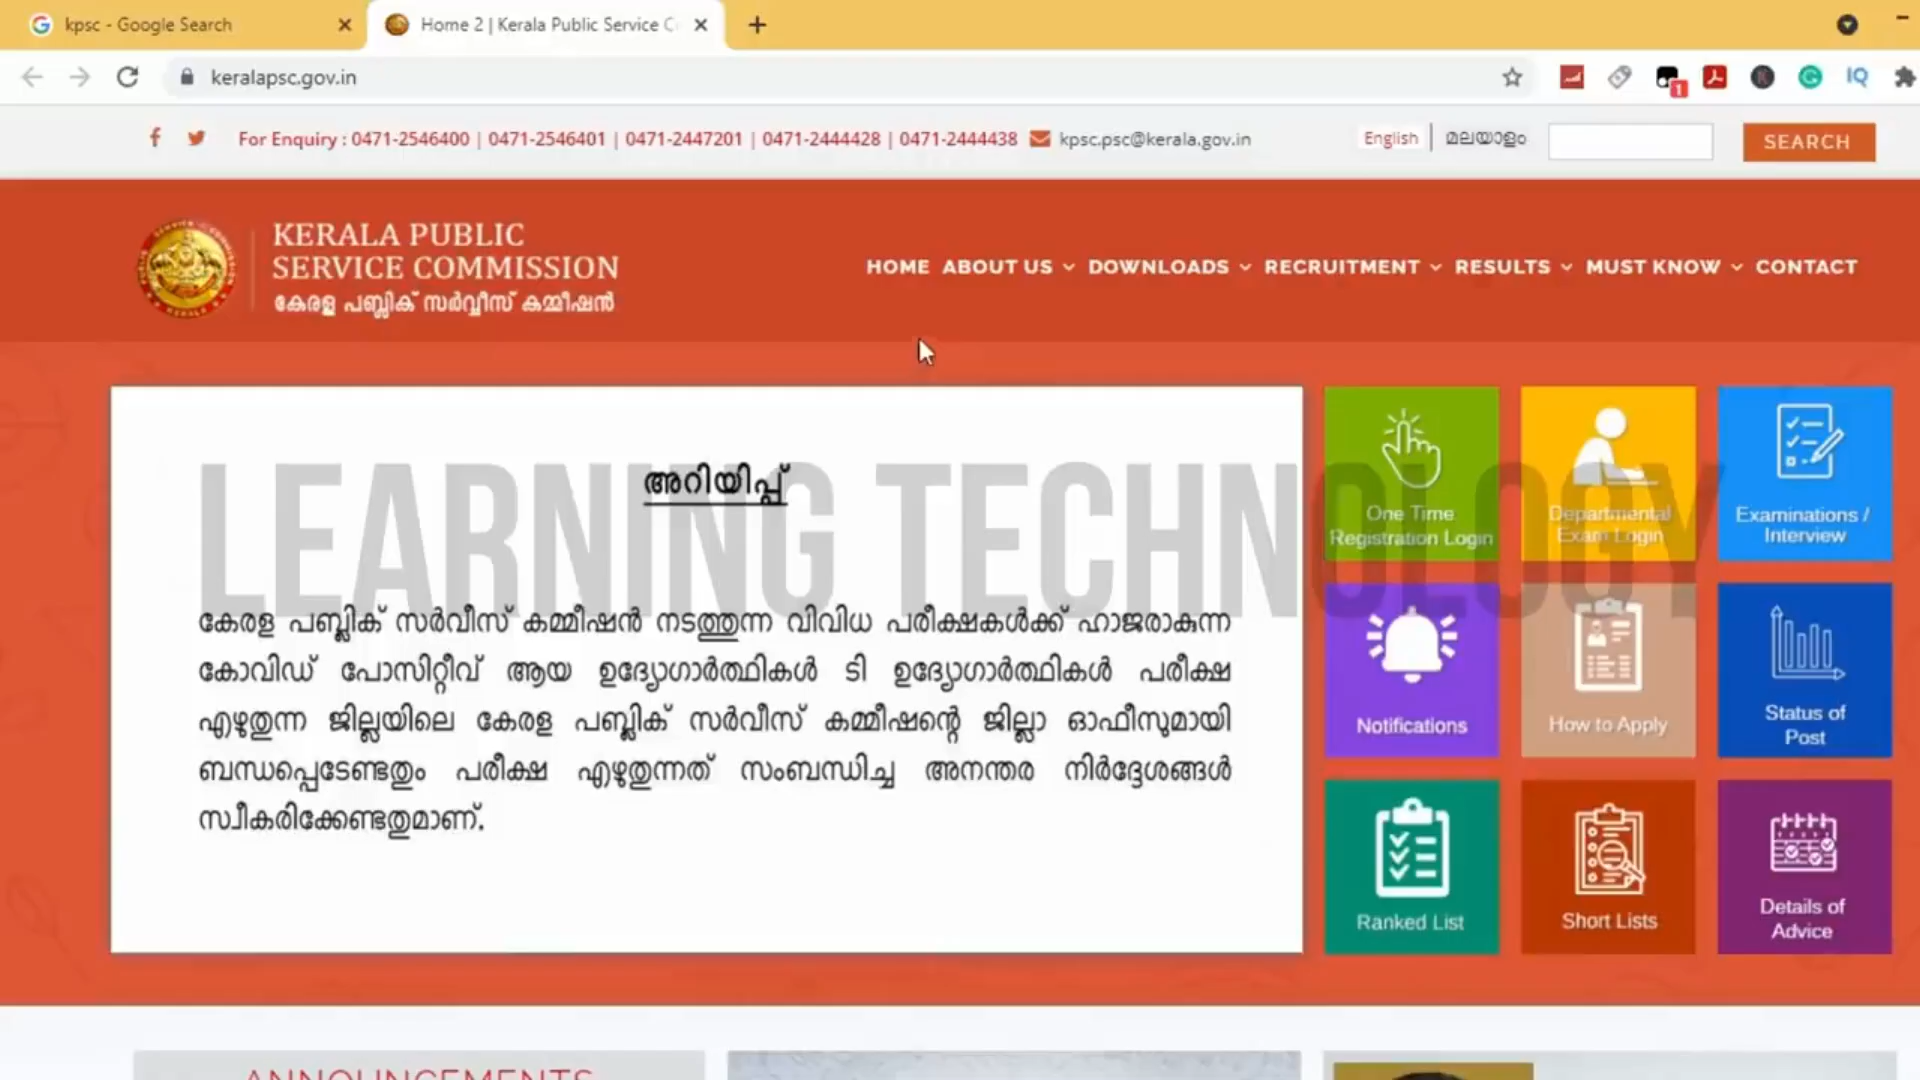 kpsc - Google Search
Home 2 | Kerala Public Service C
keralapsc.gov.in
1
IQ
For Enquiry : 0471-2546400 | 0471-2546401 | 0471-2447201 | 0471-2444428 | 0471-2444438 kpsc.psc@kerala.gov.in
English | മലയാളം
SEARCH
KERALA PUBLIC
SERVICE COMMISSION
കേരള പബ്ലിക് സർവ്വീസ് കമ്മീഷൻ
HOME ABOUT US DOWNLOADS RECRUITMENT RESULTS MUST KNOW CONTACT
അറിയിപ്പ്
LEARNING TECHNOLOGY
കേരള പബ്ലിക് സർവീസ് കമ്മീഷൻ നടത്തുന്ന വിവിധ പരീക്ഷകൾക്ക് ഹാജരാകുന്ന
കോവിഡ് പോസിറ്റീവ് ആയ ഉദ്യോഗാർത്ഥികൾ ടി ഉദ്യോഗാർത്ഥികൾ പരീക്ഷ
എഴുതുന്ന ജില്ലയിലെ കേരള പബ്ലിക് സർവീസ് കമ്മീഷന്റെ ജില്ലാ ഓഫീസുമായി
ബന്ധപ്പെടേണ്ടതും പരീക്ഷ എഴുതുന്നത് സംബന്ധിച്ച അനന്തര നിർദ്ദേശങ്ങൾ
സ്വീകരിക്കേണ്ടതുമാണ്.
One Time
Registration Login
Departmental
Exam Login
Examinations /
Interview
Notifications
How to Apply
Status of
Post
Ranked List
Short Lists
Details of
Advice
ANNOUNCEMENTS